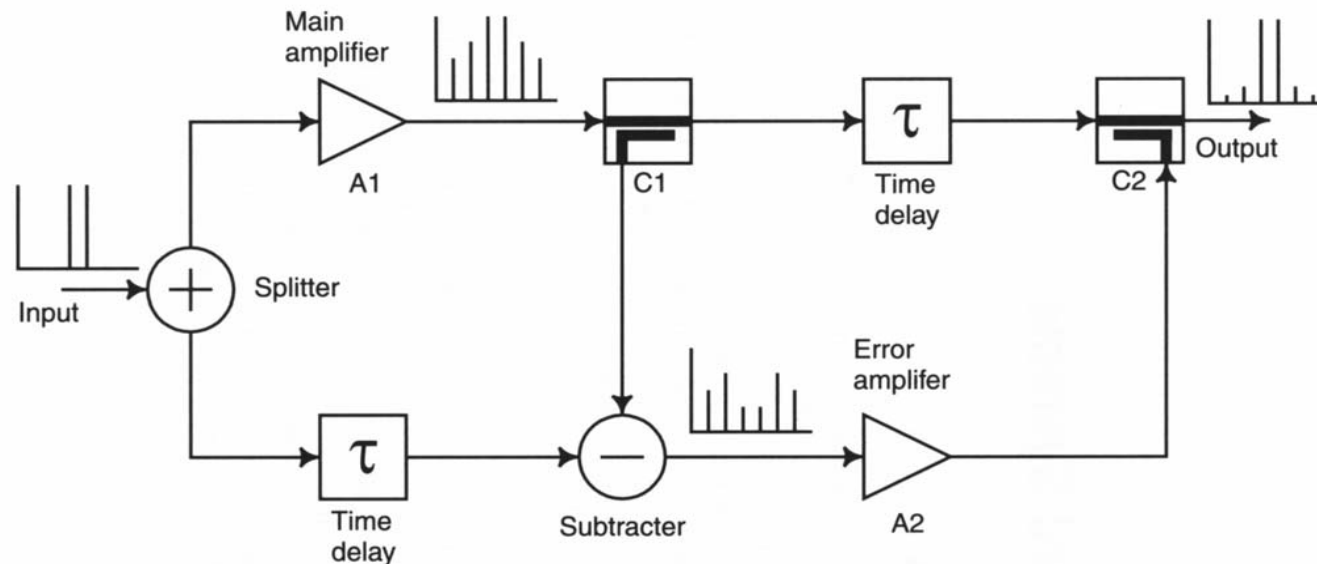 Main
amplifier
A1
C1
τ
Time
delay
C2
Output
Input
+
Splitter
τ
Time
delay
−
Subtracter
Error
amplifer
A2